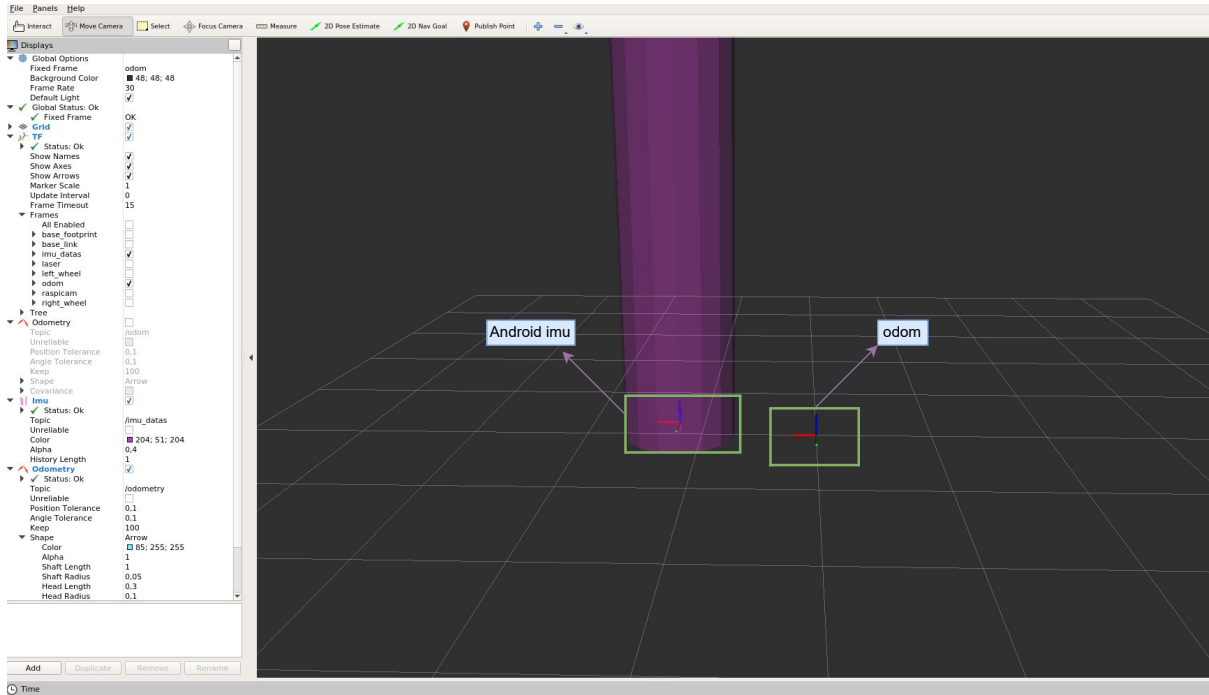 File Panels Help
Interact Move Camera Select Focus Camera Measure 2D Pose Estimate 2D Nav Goal Publish Point
Displays
Global Options
Fixed Frame odom
Background Color 48; 48; 48
Frame Rate 30
Default Light
Global Status: Ok
Fixed Frame OK
Grid
TF
Status: Ok
Show Names
Show Axes
Show Arrows
Marker Scale 1
Update Interval 0
Frame Timeout 15
Frames
All Enabled
base_footprint
base_link
imu_datas
laser
left_wheel
odom
raspicam
right_wheel
Tree
Odometry
Topic /odom
Unreliable
Position Tolerance 0,1
Angle Tolerance 0,1
Keep 100
Shape Arrow
Covariance
Imu
Status: Ok
Topic /imu_datas
Unreliable
Color 204; 51; 204
Alpha 0,4
History Length 1
Odometry
Status: Ok
Topic /odometry
Unreliable
Position Tolerance 0,1
Angle Tolerance 0,1
Keep 100
Shape Arrow
Color 85; 255; 255
Alpha 1
Shaft Length 1
Shaft Radius 0,05
Head Length 0,3
Head Radius 0,1
Add Duplicate Remove Rename
Time
Android imu
odom